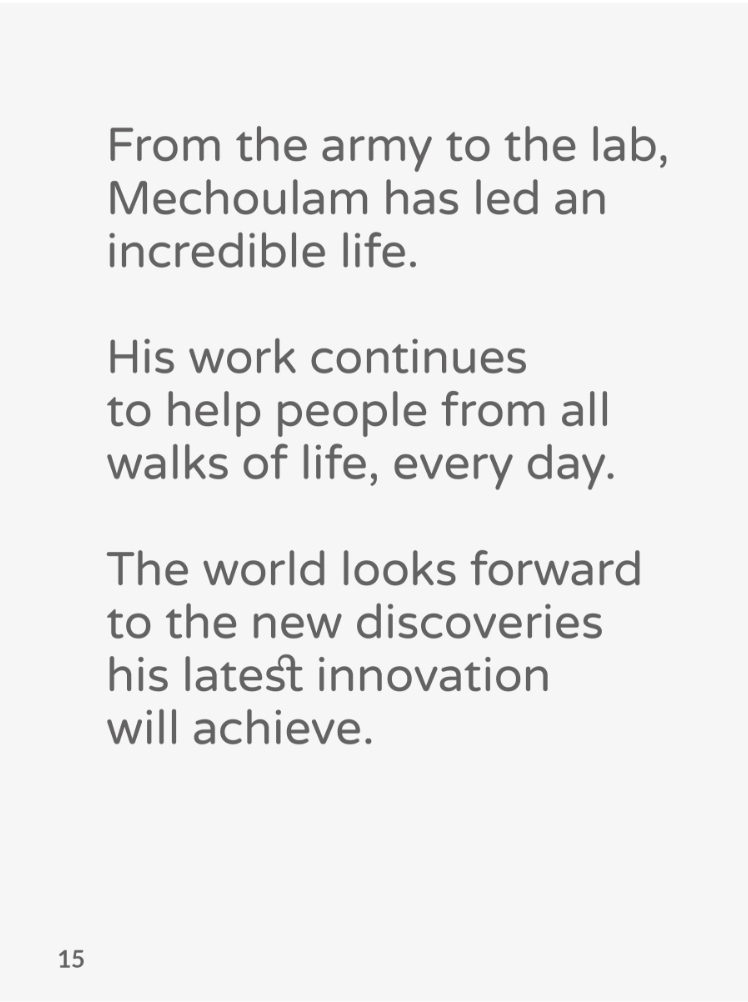 From the army to the lab,
Mechoulam has led an
incredible life.
His work continues
to help people from all
walks of life, every day.
The world looks forward
to the new discoveries
his latest innovation
will achieve.
15